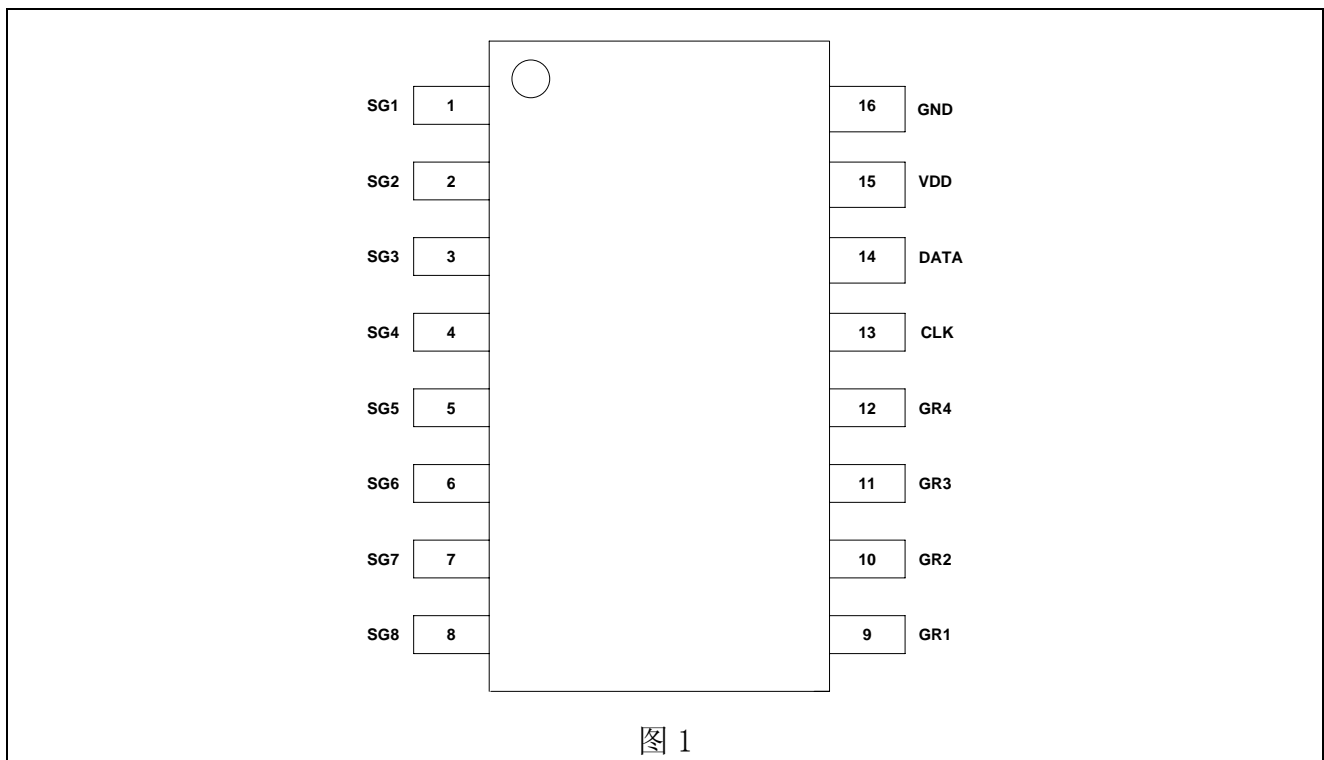 SG1 1 16 GND
SG2 2 15 VDD
SG3 3 14 DATA
SG4 4 13 CLK
SG5 5 12 GR4
SG6 6 11 GR3
SG7 7 10 GR2
SG8 8 9 GR1
图 1